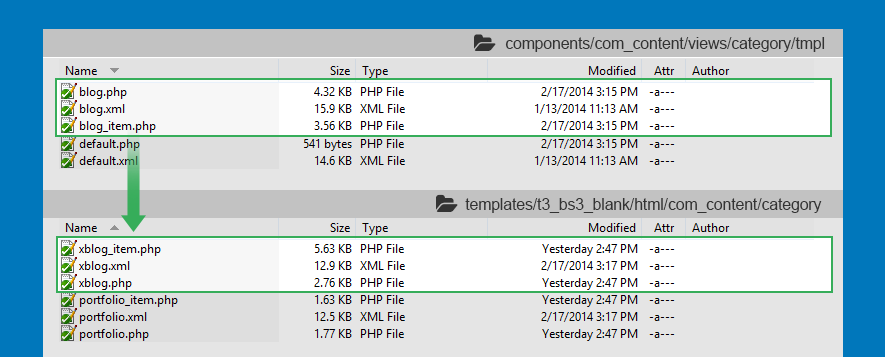 components/com_content/views/category/tmpl
Name Size Type Modified Attr Author
blog.php 4.32 KB PHP File 2/17/2014 3:15 PM -a---
blog.xml 15.9 KB XML File 1/13/2014 11:13 AM -a---
blog_item.php 3.56 KB PHP File 2/17/2014 3:15 PM -a---
default.php 541 bytes PHP File 2/17/2014 3:15 PM -a---
default.xml 14.6 KB XML File 1/13/2014 11:13 AM -a---
templates/t3_bs3_blank/html/com_content/category
Name Size Type Modified Attr Author
xblog_item.php 5.63 KB PHP File Yesterday 2:47 PM -a---
xblog.xml 12.9 KB XML File 2/17/2014 3:17 PM -a---
xblog.php 2.76 KB PHP File Yesterday 2:47 PM -a---
portfolio_item.php 1.63 KB PHP File Yesterday 2:47 PM -a---
portfolio.xml 12.5 KB XML File 2/17/2014 3:17 PM -a---
portfolio.php 1.77 KB PHP File Yesterday 2:47 PM -a---